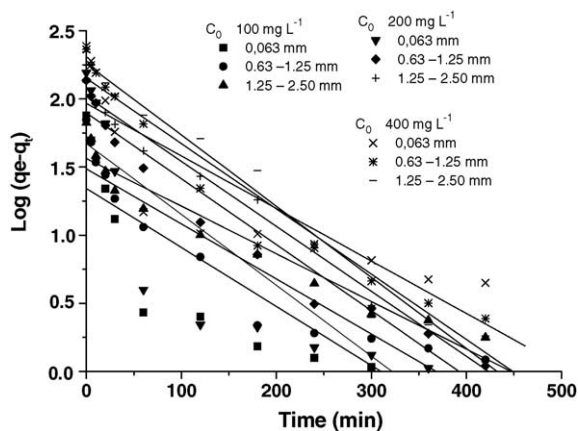 C₀ 100 mg L⁻¹
0,063 mm
0.63 –1.25 mm
1.25 – 2.50 mm
C₀ 200 mg L⁻¹
0,063 mm
0.63 –1.25 mm
1.25 – 2.50 mm
C₀ 400 mg L⁻¹
0,063 mm
0.63 –1.25 mm
1.25 – 2.50 mm
Log (qe-qₜ)
2.5
2.0
1.5
1.0
0.5
0.0
0 100 200 300 400 500
Time (min)